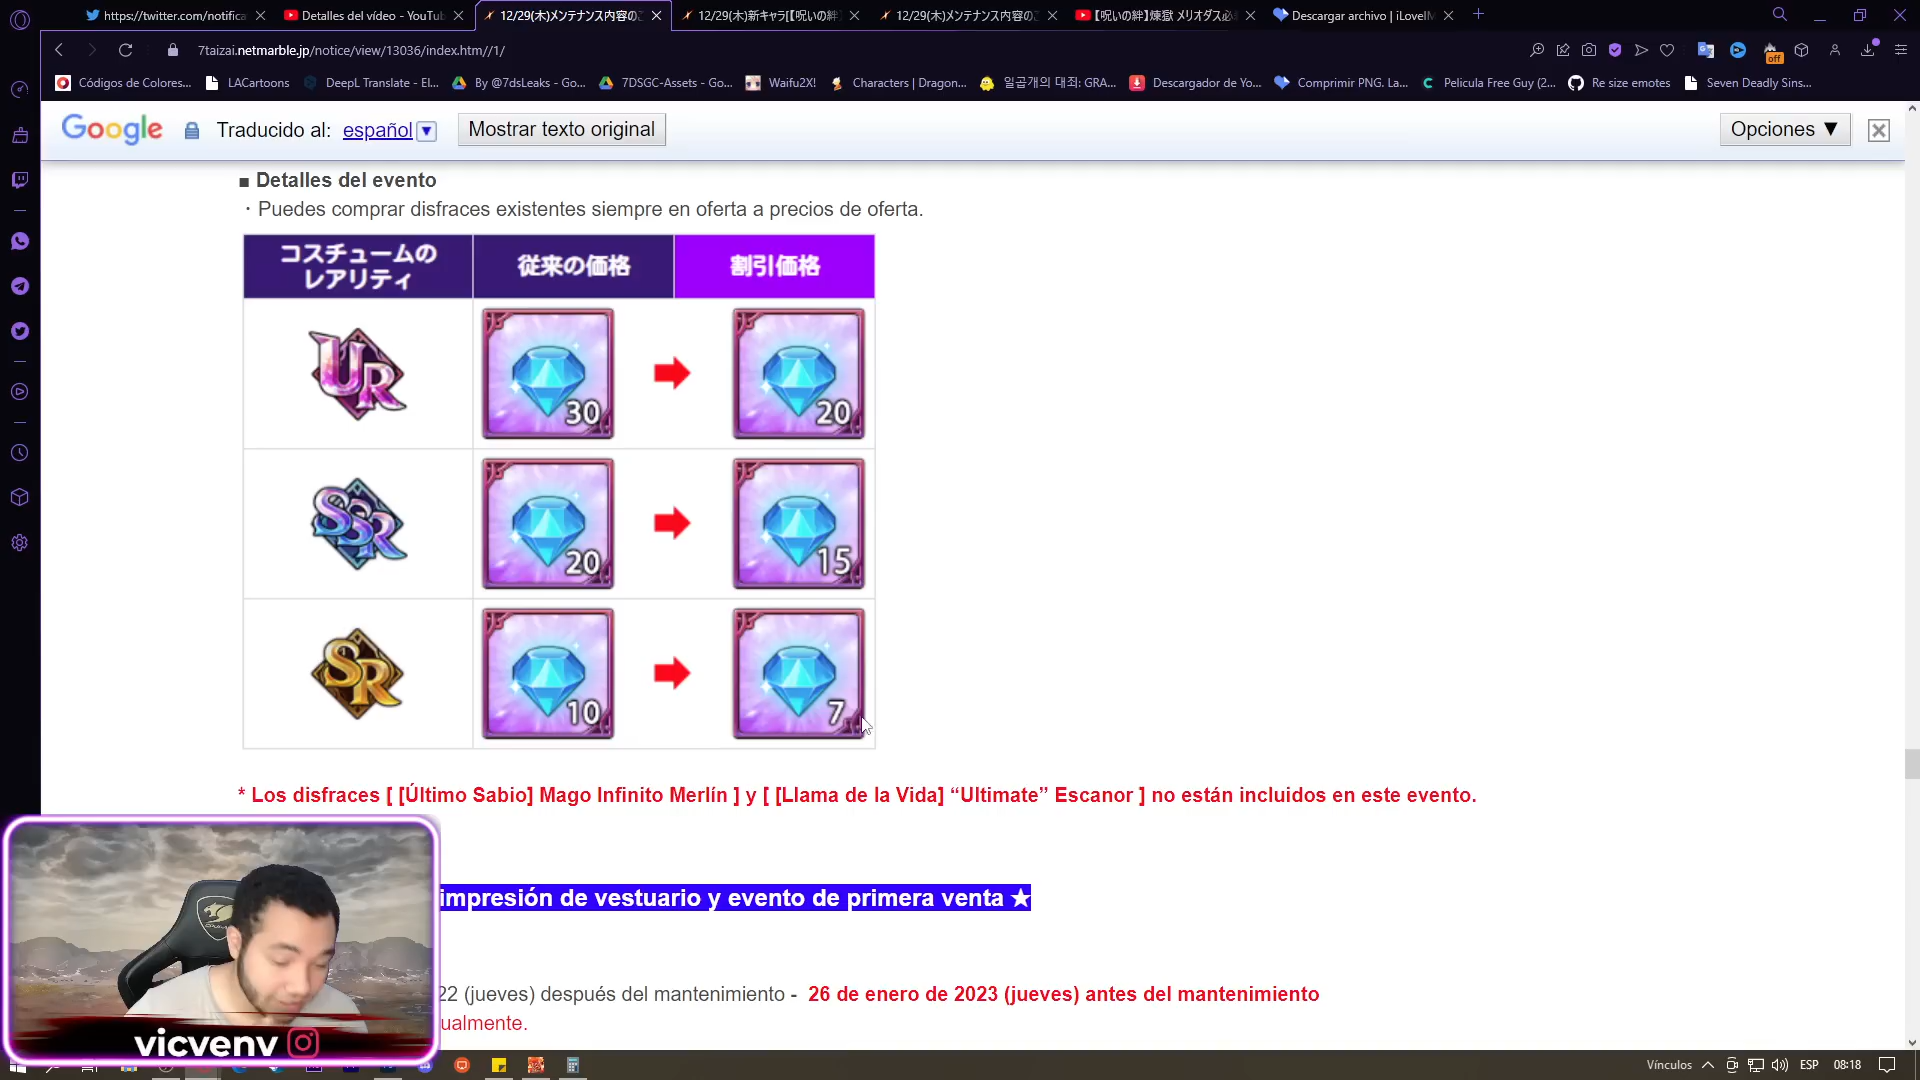 https://twitter.com/notifica
Detalles del vídeo - YouTub
12/29(木)メンテナンス内容のご
12/29(木)新キャラ[【呪いの絆
12/29(木)メンテナンス内容のご
【呪いの絆】煉獄 メリオダス必
Descargar archivo | iLoveIM
7taizai.netmarble.jp/notice/view/13036/index.htm//1/
off
Códigos de Colores...
LACartoons
DeepL Translate - El...
By @7dsLeaks - Go...
7DSGC-Assets - Go...
Waifu2X!
Characters | Dragon...
일곱개의 대죄: GRA...
Descargador de Yo...
Comprimir PNG. La...
Pelicula Free Guy (2...
Re size emotes
Seven Deadly Sins...
Google
Traducido al: español
Mostrar texto original
Opciones ▼
■ Detalles del evento
・Puedes comprar disfraces existentes siempre en oferta a precios de oferta.
コスチュームの
レアリティ
従来の価格
割引価格
UR
30
20
SSR
20
15
SR
10
7
* Los disfraces [ [Último Sabio] Mago Infinito Merlín ] y [ [Llama de la Vida] “Ultimate” Escanor ] no están incluidos en este evento.
impresión de vestuario y evento de primera venta ★
22 (jueves) después del mantenimiento - 26 de enero de 2023 (jueves) antes del mantenimiento
ualmente.
vicvenv
Vínculos
ESP
08:18